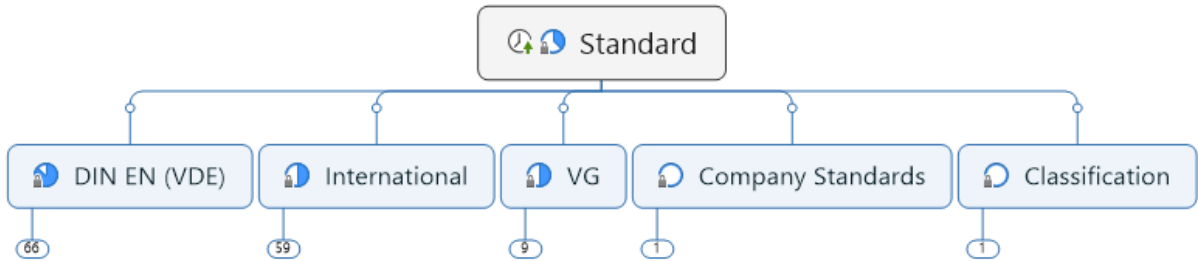 Standard
DIN EN (VDE)
International
VG
Company Standards
Classification
66
59
9
1
1